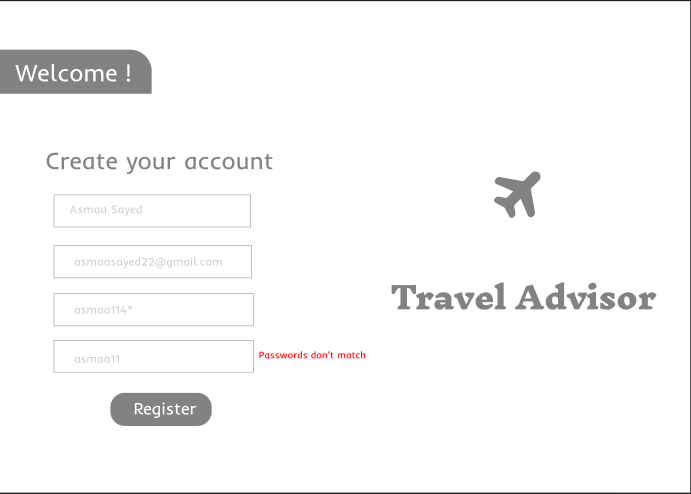 Welcome !
Create your account
Asmaa Sayed
asmaasayed22@gmail.com
asmaa114*
asmaa11
Passwords don't match
Register
Travel Advisor